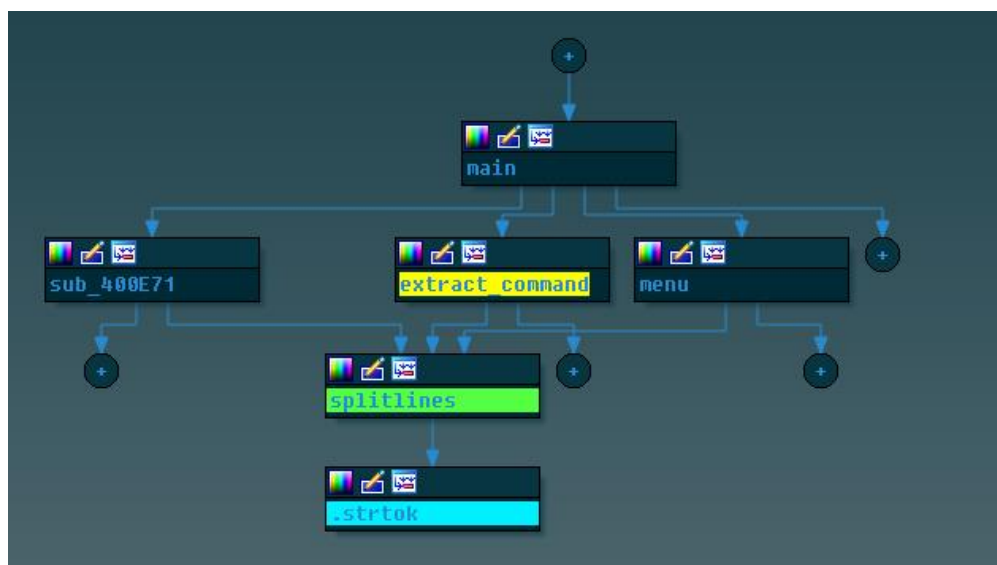 +
main
sub_400E71
extract_command
menu
+
+
splitlines
+
+
.strtok